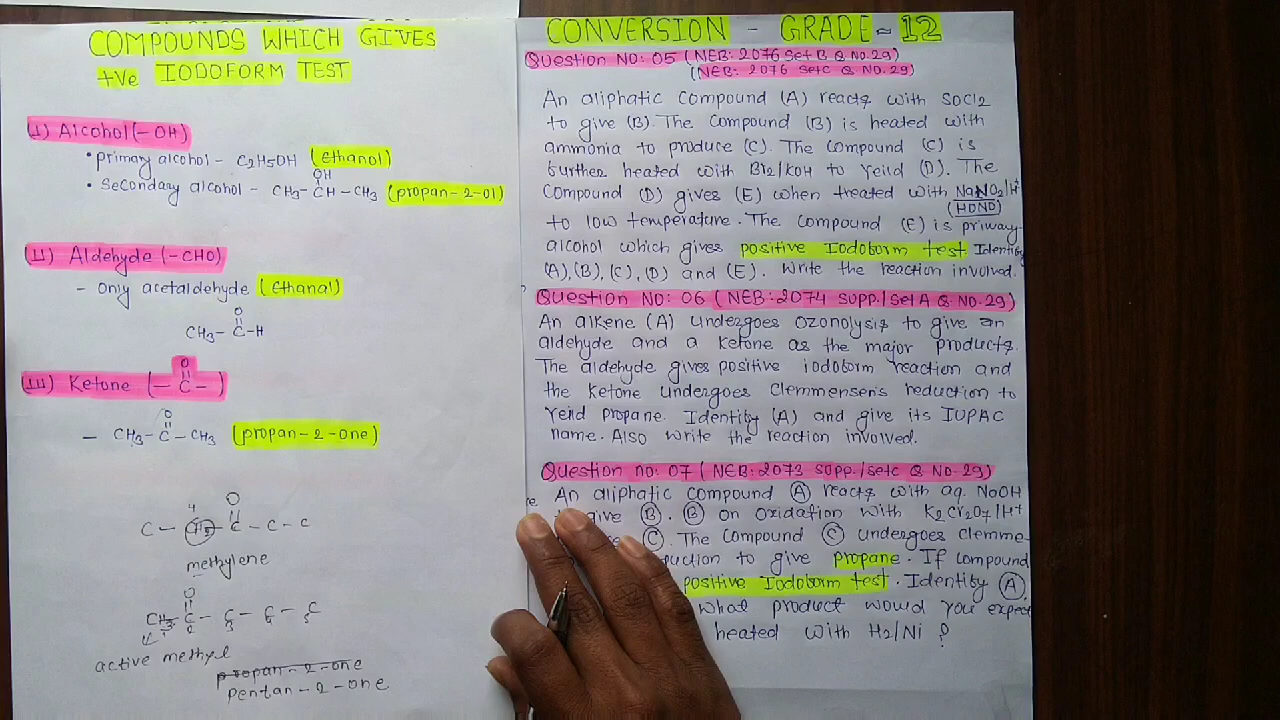 COMPOUNDS WHICH GIVES
+ve IODOFORM TEST
I) Alcohol (-OH)
• primary alcohol - C2H5OH (Ethanol)
OH
• Secondary alcohol - CH3-CH-CH3 (propan-2-ol)
II) Aldehyde (-CHO)
- only acetaldehyde (Ethanal)
O
CH3-C-H
III) Ketone (-C-)
O
O
- CH3-C-CH3 (propan-2-one)
O
C - C - C - C
methylene
O
CH3 - C - C - C - C
active methyl
propan-2-one
pentan-2-one
CONVERSION - GRADE-12
Question No: 05 (NEB: 2076 Set B Q No.29)
(NEB: 2076 Set C Q No.29)
An aliphatic compound (A) reacts with SOCl2
to give (B). The compound (B) is heated with
ammonia to produce (C). The compound (C) is
further heated with Br2/KOH to yeild (D). The
compound (D) gives (E) when treated with NaNO2/H+
(HONO)
to low temperature. The compound (E) is primary
alcohol which gives positive Iodoform test. Identify
(A), (B), (C), (D) and (E). Write the reaction involved.
Question No: 06 (NEB: 2074 Supp./Set A Q No.29)
An alkene (A) undergoes ozonolysis to give an
aldehyde and a ketone as the major products.
The aldehyde gives positive iodoform reaction and
the ketone undergoes Clemmensen's reduction to
yeild propane. Identify (A) and give its IUPAC
name. Also write the reaction involved.
Question no: 07 (NEB: 2073 Supp./Set C Q No-29)
An aliphatic compound (A) reacts with aq. NaOH
give (B). (B) on oxidation with K2Cr2O7/H+
(C). The compound (C) undergoes clemme-
uction to give propane. If compound
positive Iodoform test. Identify (A).
What product would you expect
heated with H2/Ni ?